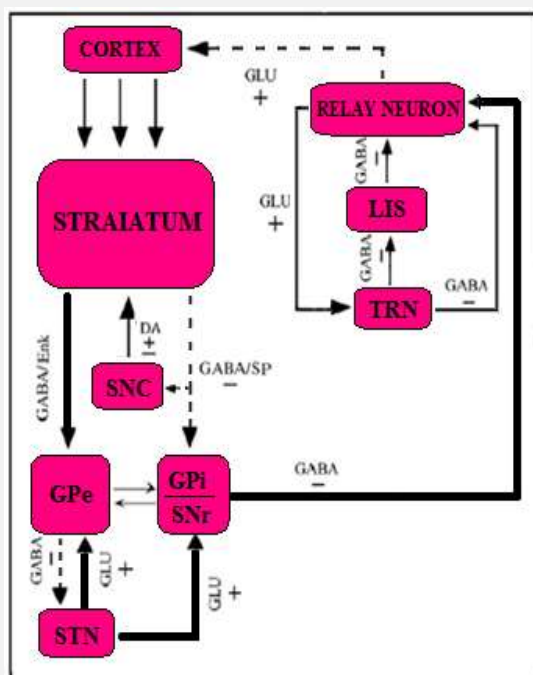 CORTEX
GLU
+
RELAY NEURON
GABA
−
STRAIATUM
GLU
+
LIS
GABA
−
TRN
GABA
−
DA
±
GABA/Enk
SNC
GABA/SP
−
GPe
GPi
SNr
GABA
−
GABA
−
GLU
+
GLU
+
STN